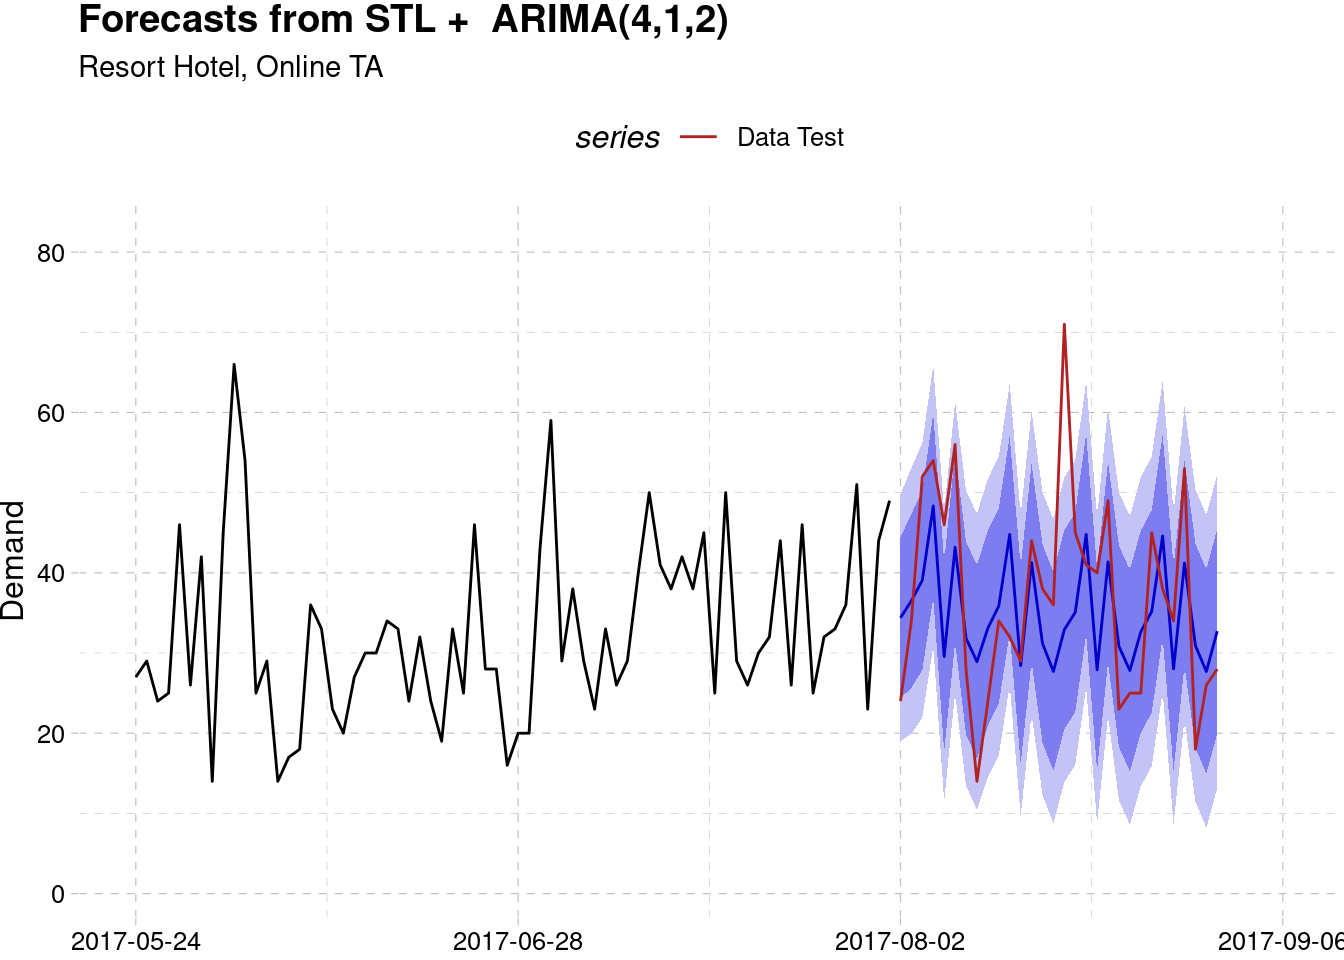 Forecasts from STL +  ARIMA(4,1,2)
Resort Hotel, Online TA
series Data Test
Demand
80
60
40
20
0
2017-05-24 2017-06-28 2017-08-02 2017-09-06